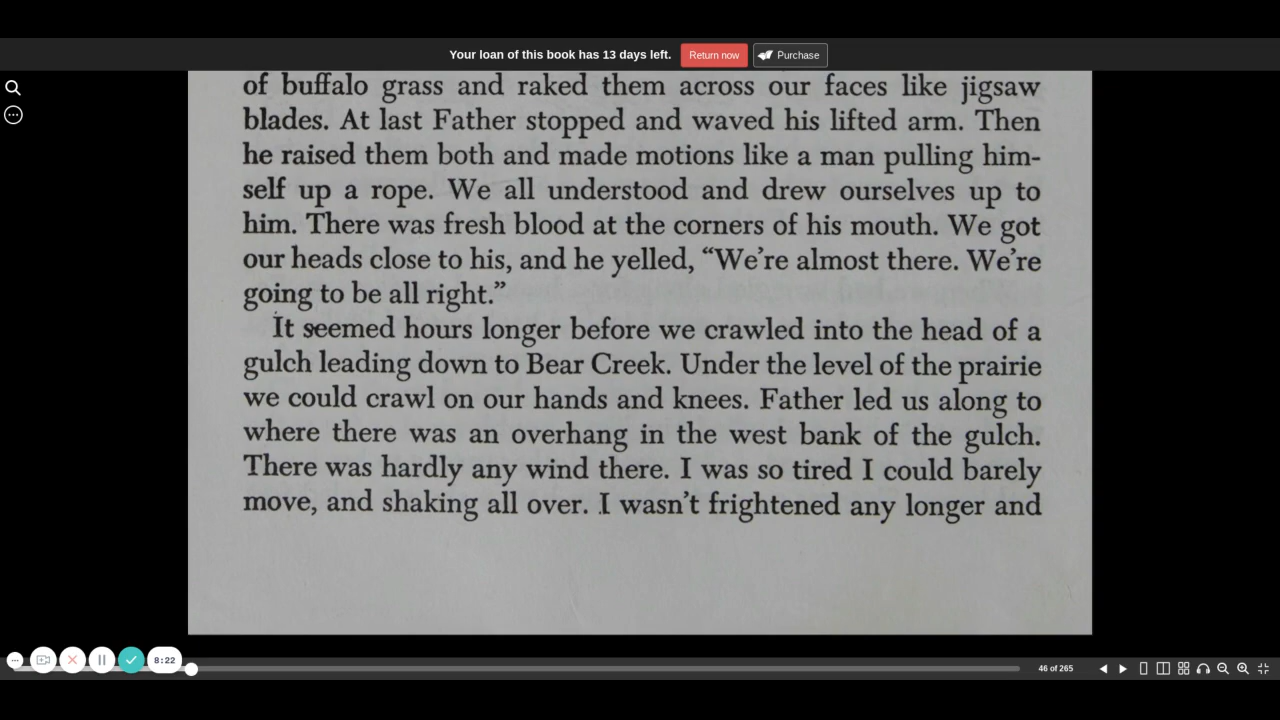 Your loan of this book has 13 days left. Return now Purchase
of buffalo grass and raked them across our faces like jigsaw
blades. At last Father stopped and waved his lifted arm. Then
he raised them both and made motions like a man pulling him-
self up a rope. We all understood and drew ourselves up to
him. There was fresh blood at the corners of his mouth. We got
our heads close to his, and he yelled, “We’re almost there. We’re
going to be all right.”
It seemed hours longer before we crawled into the head of a
gulch leading down to Bear Creek. Under the level of the prairie
we could crawl on our hands and knees. Father led us along to
where there was an overhang in the west bank of the gulch.
There was hardly any wind there. I was so tired I could barely
move, and shaking all over. I wasn’t frightened any longer and
8:22
46 of 265